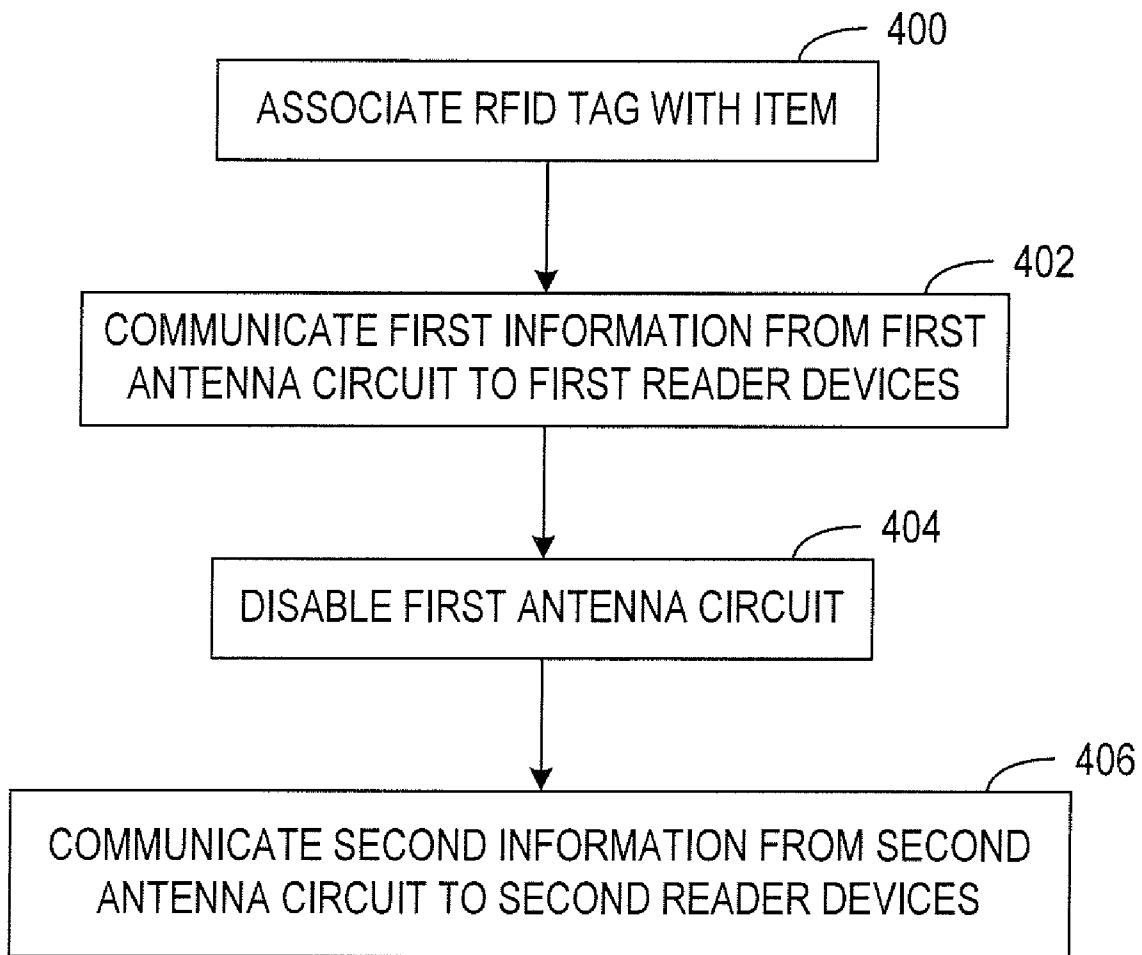 400
ASSOCIATE RFID TAG WITH ITEM
402
COMMUNICATE FIRST INFORMATION FROM FIRST
ANTENNA CIRCUIT TO FIRST READER DEVICES
404
DISABLE FIRST ANTENNA CIRCUIT
406
COMMUNICATE SECOND INFORMATION FROM SECOND
ANTENNA CIRCUIT TO SECOND READER DEVICES